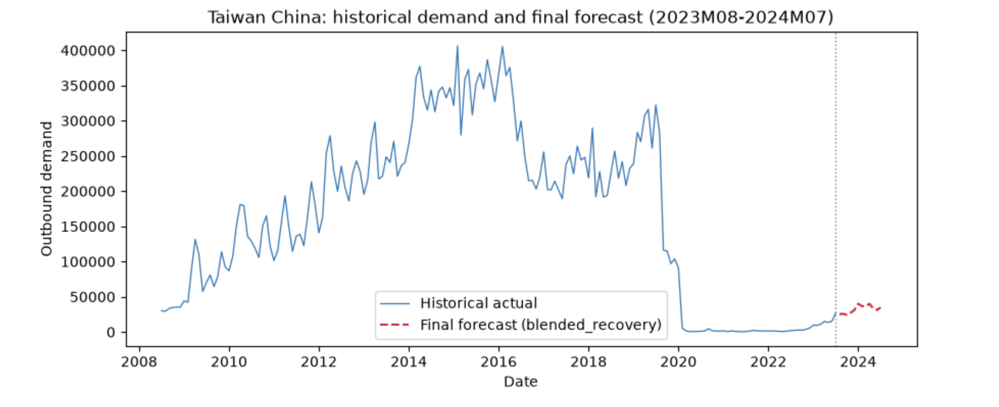 Taiwan China: historical demand and final forecast (2023M08-2024M07)
400000
350000
300000
250000
200000
150000
100000
50000
0
Outbound demand
Historical actual
Final forecast (blended_recovery)
2008 2010 2012 2014 2016 2018 2020 2022 2024
Date